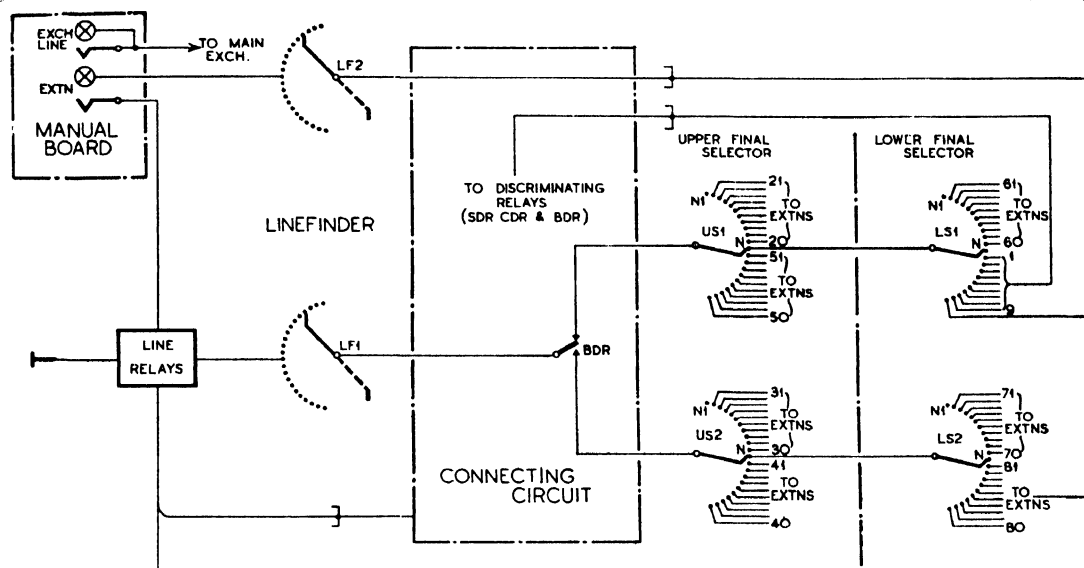 EXCH
LINE
TO MAIN
EXCH.
EXTN
MANUAL
BOARD
LF2
LINEFINDER
TO DISCRIMINATING
RELAYS
(SDR CDR & BDR)
UPPER FINAL
SELECTOR
LOWER FINAL
SELECTOR
21
N1
TO
EXTNS
US1
N
20
51
TO
EXTNS
50
61
N1
TO
EXTNS
LS1
N
60
1
9
LINE
RELAYS
LF1
BDR
31
N1
TO
EXTNS
US2
N
30
41
TO
EXTNS
40
71
N1
TO
EXTNS
LS2
N
70
81
TO
EXTNS
80
CONNECTING
CIRCUIT